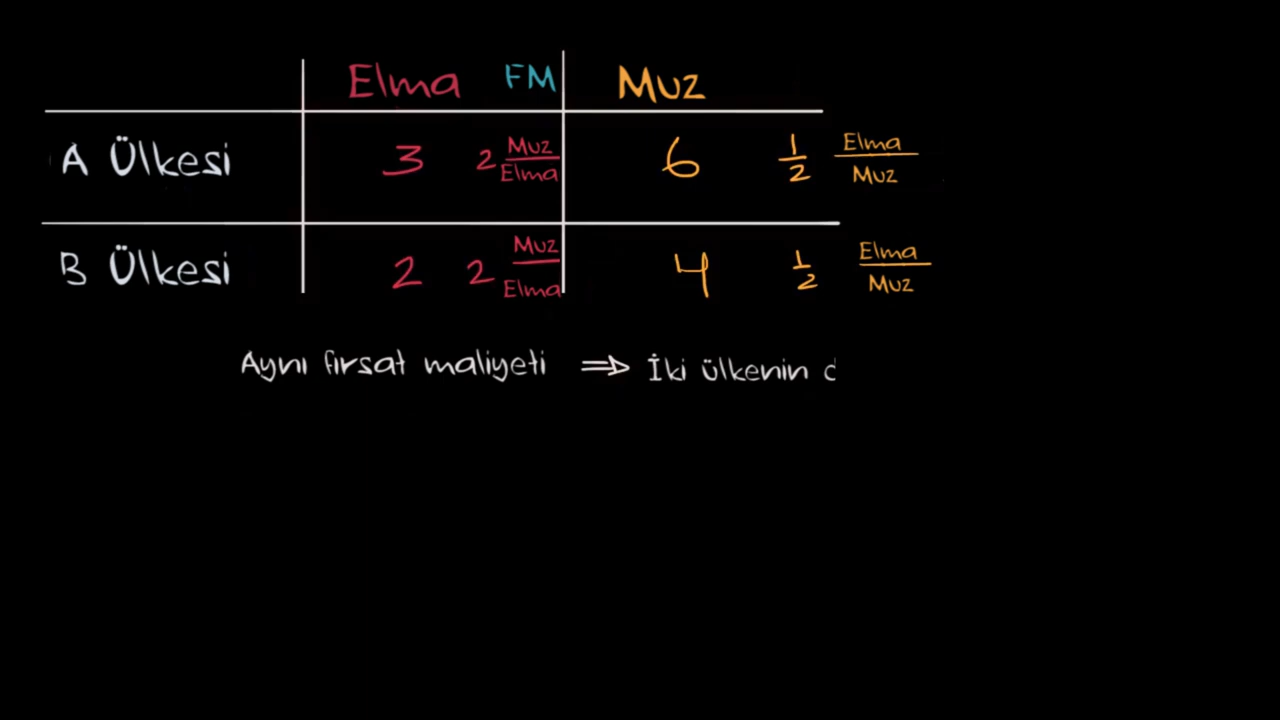 Elma FM Muz
A Ülkesi 3 2 Muz/Elma 6 1/2 Elma/Muz
B Ülkesi 2 2 Muz/Elma 4 1/2 Elma/Muz
Aynı fırsat maliyeti ⇒ İki ülkenin